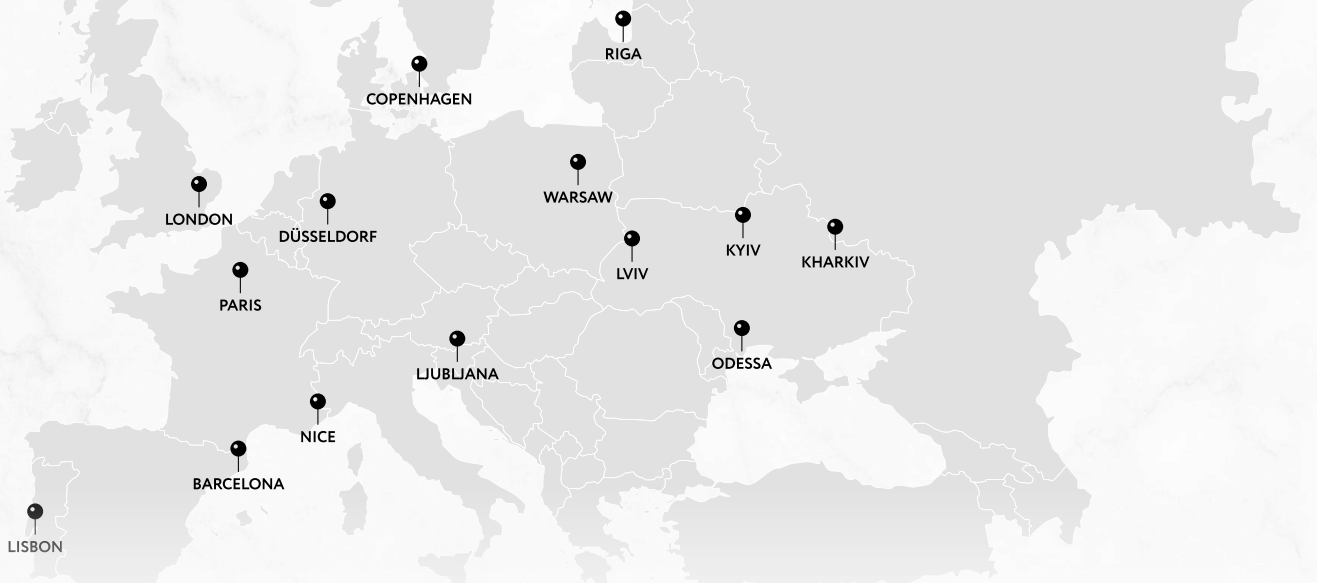 RIGA
COPENHAGEN
WARSAW
LONDON
DÜSSELDORF
KYIV
KHARKIV
LVIV
PARIS
ODESSA
LJUBLJANA
NICE
BARCELONA
LISBON